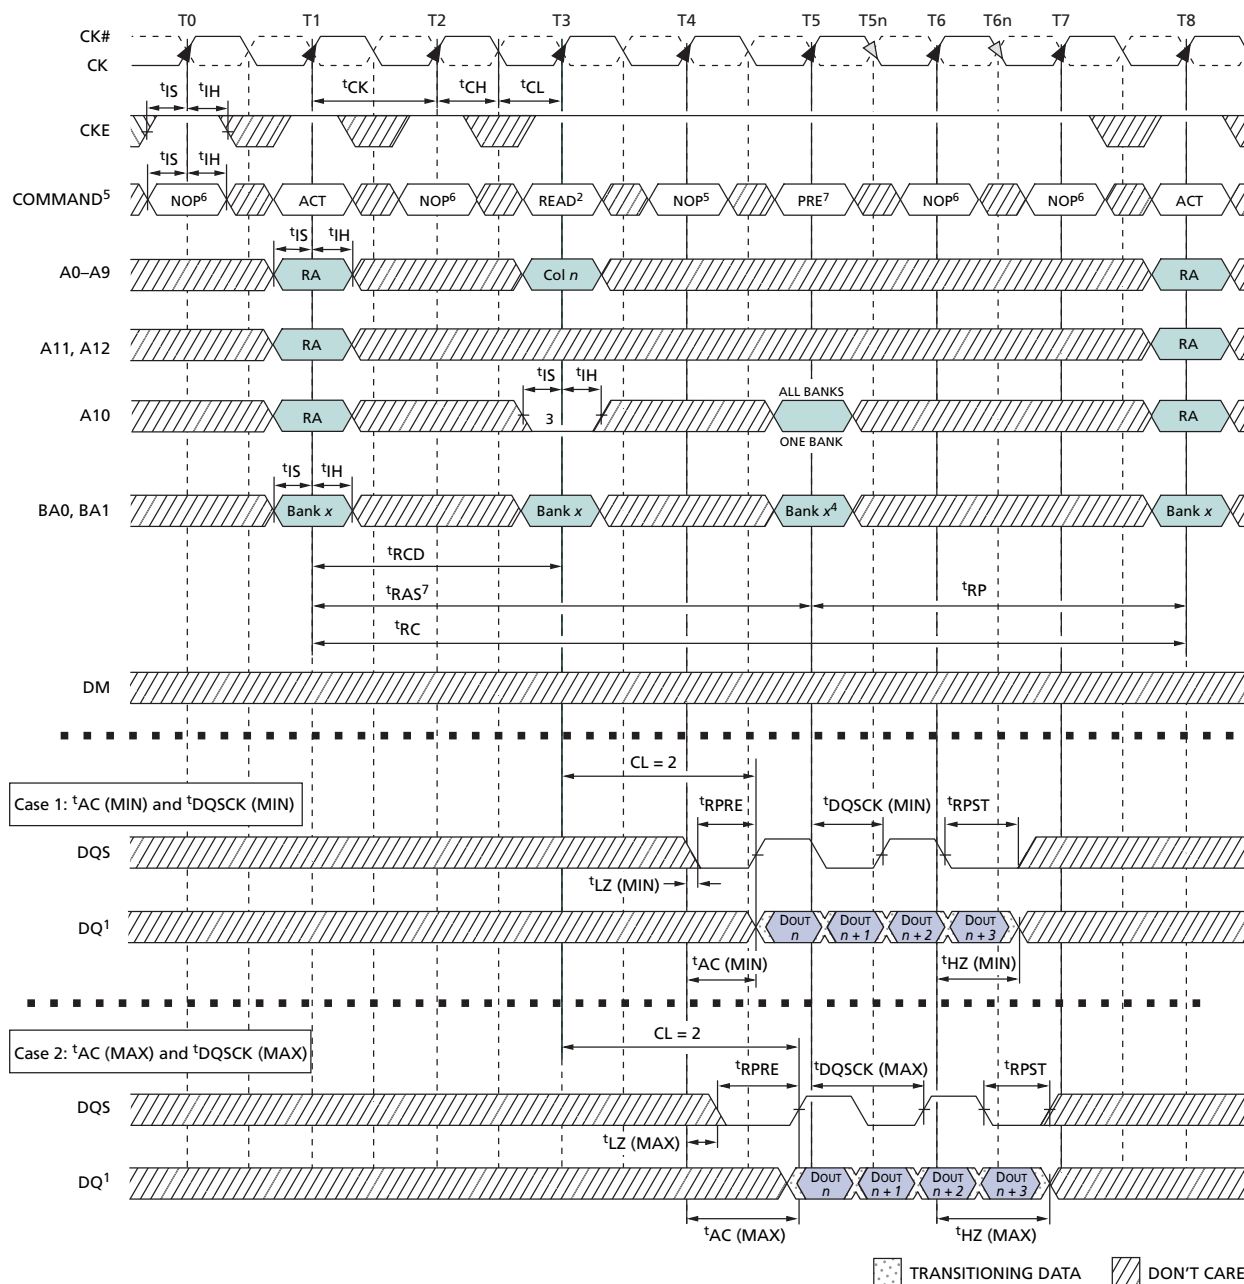 T0 T1 T2 T3 T4 T5 T5n T6 T6n T7 T8
CK#
CK
tIS tIH tCK tCH tCL
CKE
tIS tIH
COMMAND5 NOP6 ACT NOP6 READ2 NOP5 PRE7 NOP6 NOP6 ACT
tIS tIH
A0–A9 RA Col n RA
A11, A12 RA RA
tIS tIH ALL BANKS
A10 RA 3 RA
ONE BANK
tIS tIH
BA0, BA1 Bank x Bank x Bank x4 Bank x
tRCD
tRAS7 tRP
tRC
DM
CL = 2
Case 1: tAC (MIN) and tDQSCK (MIN)
tRPRE tDQSCK (MIN) tRPST
DQS
tLZ (MIN)
DQ1 DOUT n DOUT n + 1 DOUT n + 2 DOUT n + 3
tAC (MIN) tHZ (MIN)
CL = 2
Case 2: tAC (MAX) and tDQSCK (MAX)
tRPRE tDQSCK (MAX) tRPST
DQS
tLZ (MAX)
DQ1 DOUT n DOUT n + 1 DOUT n + 2 DOUT n + 3
tAC (MAX) tHZ (MAX)
TRANSITIONING DATA DON'T CARE